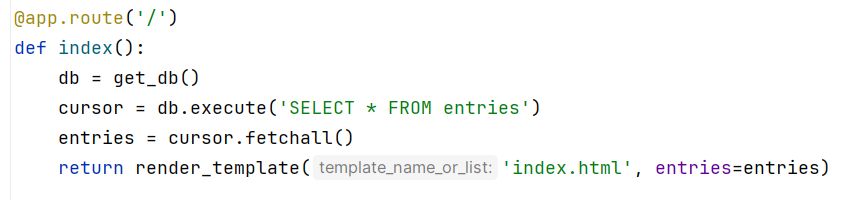 @app.route('/')
def index():
    db = get_db()
    cursor = db.execute('SELECT * FROM entries')
    entries = cursor.fetchall()
    return render_template( template_name_or_list: 'index.html', entries=entries)